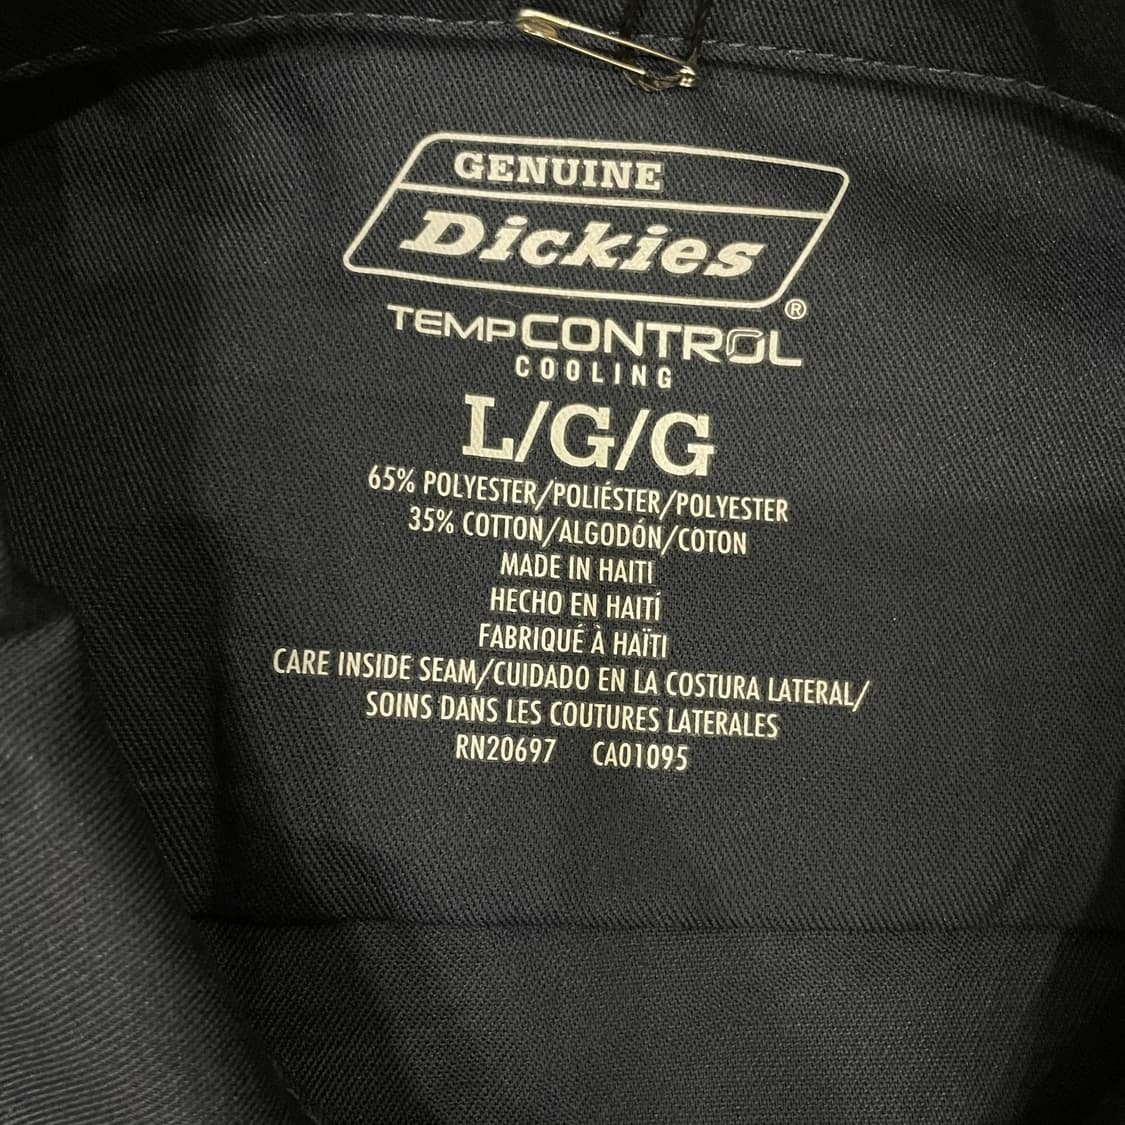 GENUINE
Dickies
®
TEMPCONTROL
COOLING
L/G/G
65% POLYESTER/POLIÉSTER/POLYESTER
35% COTTON/ALGODÓN/COTON
MADE IN HAITI
HECHO EN HAITÍ
FABRIQUÉ À HAÏTI
CARE INSIDE SEAM/CUIDADO EN LA COSTURA LATERAL/
SOINS DANS LES COUTURES LATERALES
RN20697 CA01095